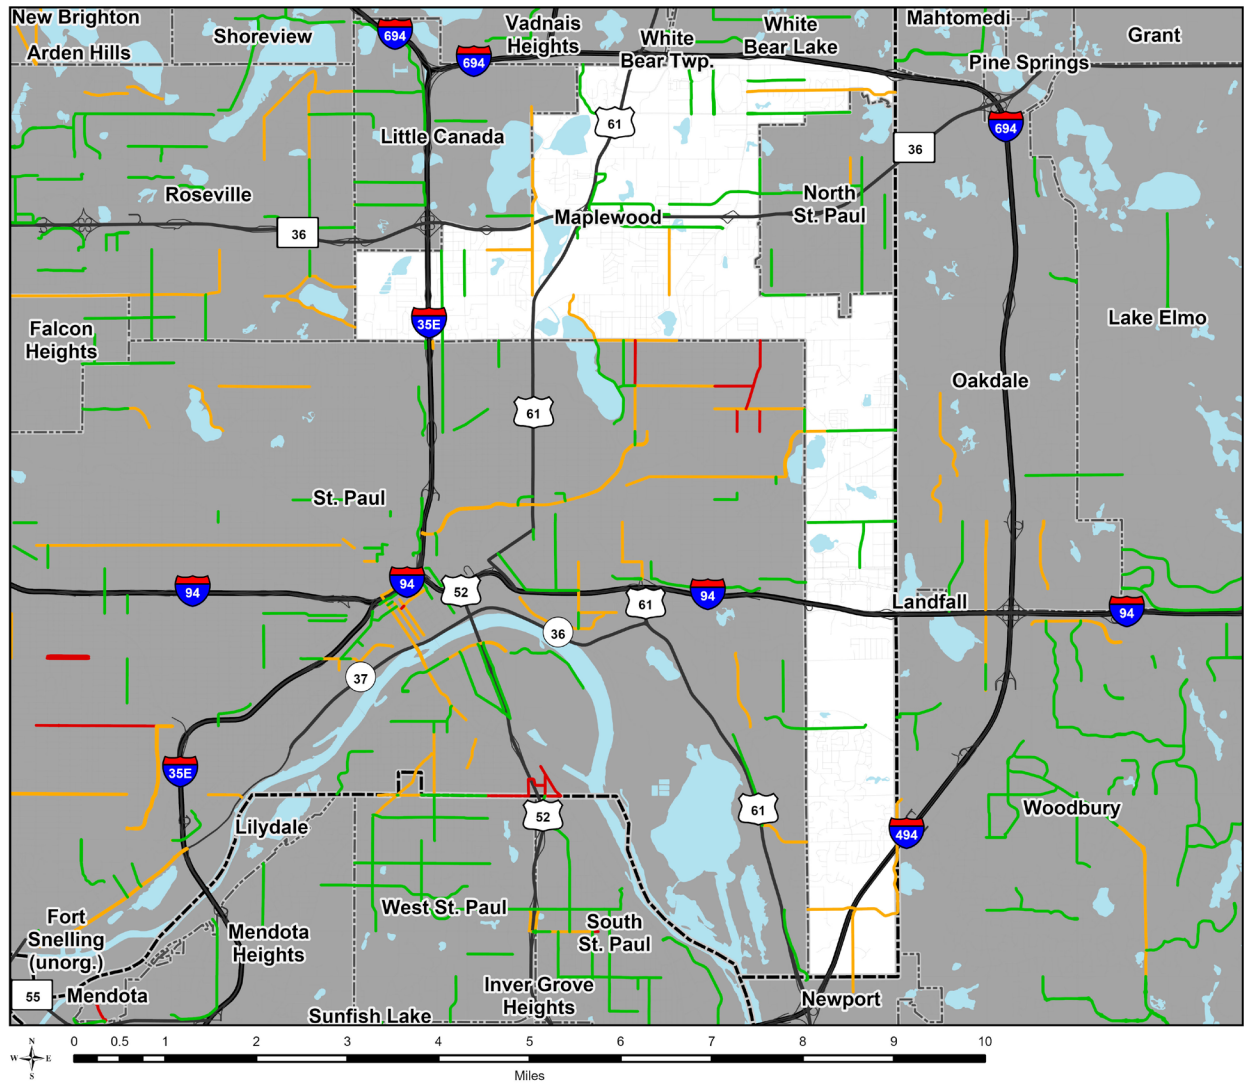 New Brighton
Arden Hills
Shoreview
694
694
Vadnais
Heights
White
Bear Twp.
White
Bear Lake
Mahtomedi
Grant
Pine Springs
61
694
36
Little Canada
Roseville
North
St. Paul
Maplewood
36
35E
Falcon
Heights
Lake Elmo
Oakdale
61
St. Paul
94
94
52
61
94
Landfall
94
36
37
35E
Lilydale
52
61
494
Woodbury
West St. Paul
South
St. Paul
Fort
Snelling
(unorg.)
Mendota
Heights
55
Mendota
Inver Grove
Heights
Sunfish Lake
Newport
N
W
E
S
0 0.5 1 2 3 4 5 6 7 8 9 10
Miles